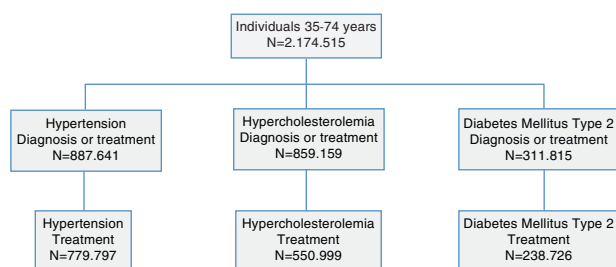 Individuals 35-74 years
N=2.174.515
Hypertension
Diagnosis or treatment
N=887.641
Hypercholesterolemia
Diagnosis or treatment
N=859.159
Diabetes Mellitus Type 2
Diagnosis or treatment
N=311.815
Hypertension
Treatment
N=779.797
Hypercholesterolemia
Treatment
N=550.999
Diabetes Mellitus Type 2
Treatment
N=238.726